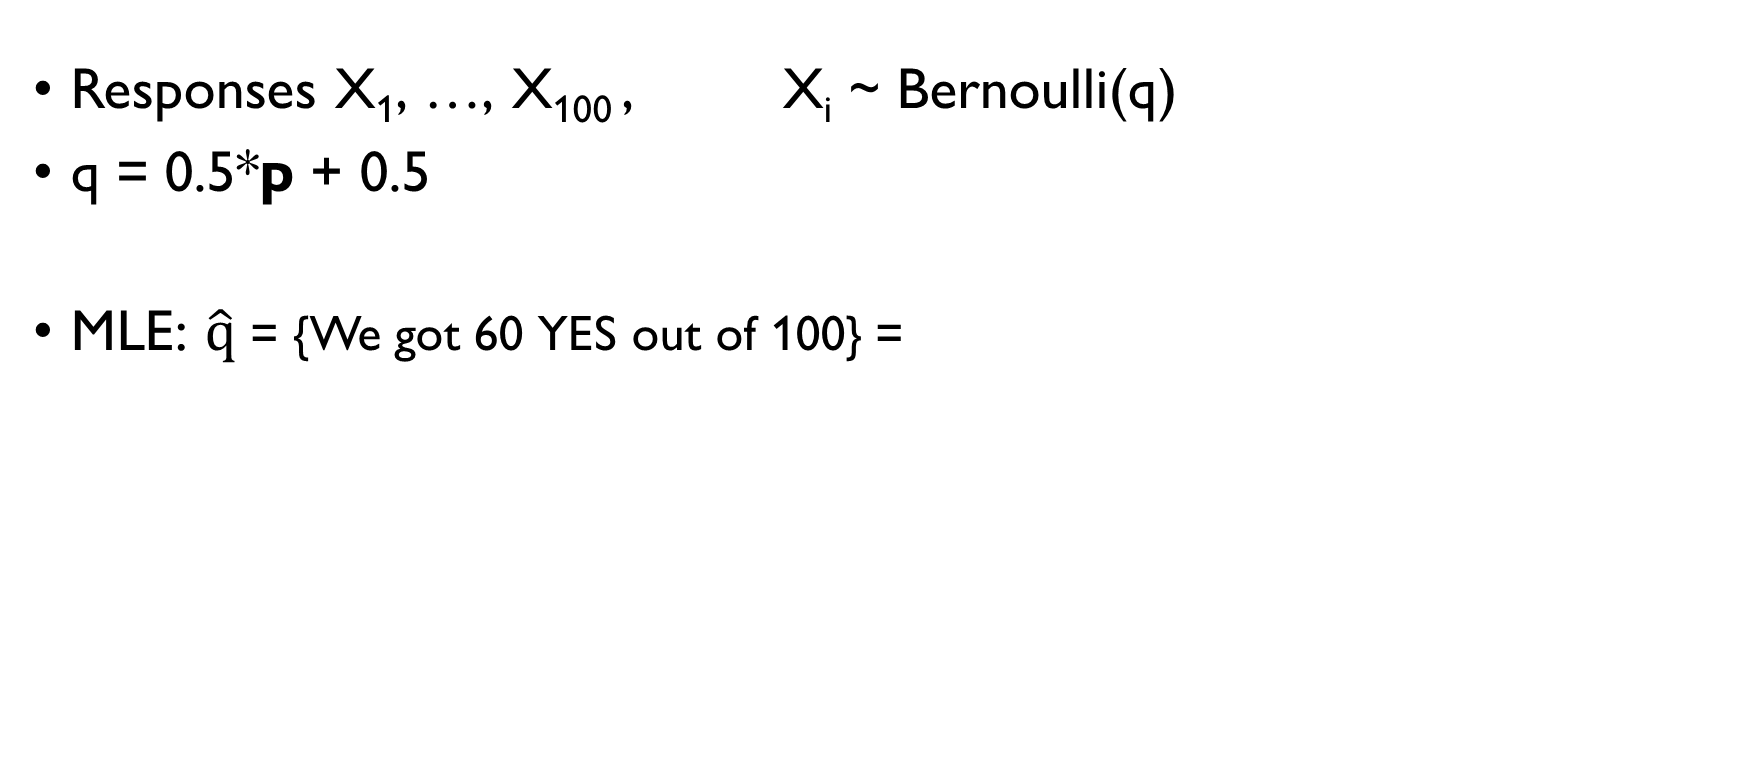 • Responses X₁, …, X₁₀₀ , Xᵢ ~ Bernoulli(q)
• q = 0.5*p + 0.5
• MLE: q̂ = {We got 60 YES out of 100} =